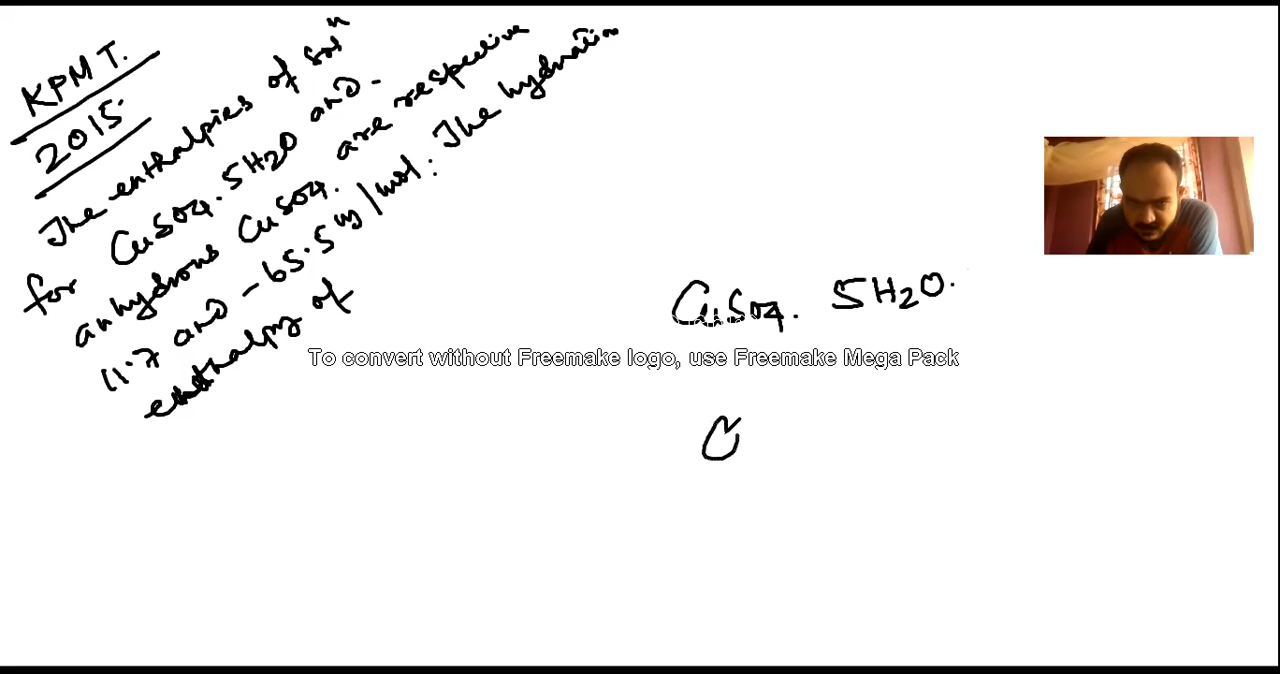 KPMT.
2015.
The enthalpies of solⁿ
for CuSO4.5H2O and
anhydrous CuSO4. are respective
11.7 and -65.5 kJ/mol. The hydration
enthalpy of
CuSO4. 5H2O.
To convert without Freemake logo, use Freemake Mega Pack
C